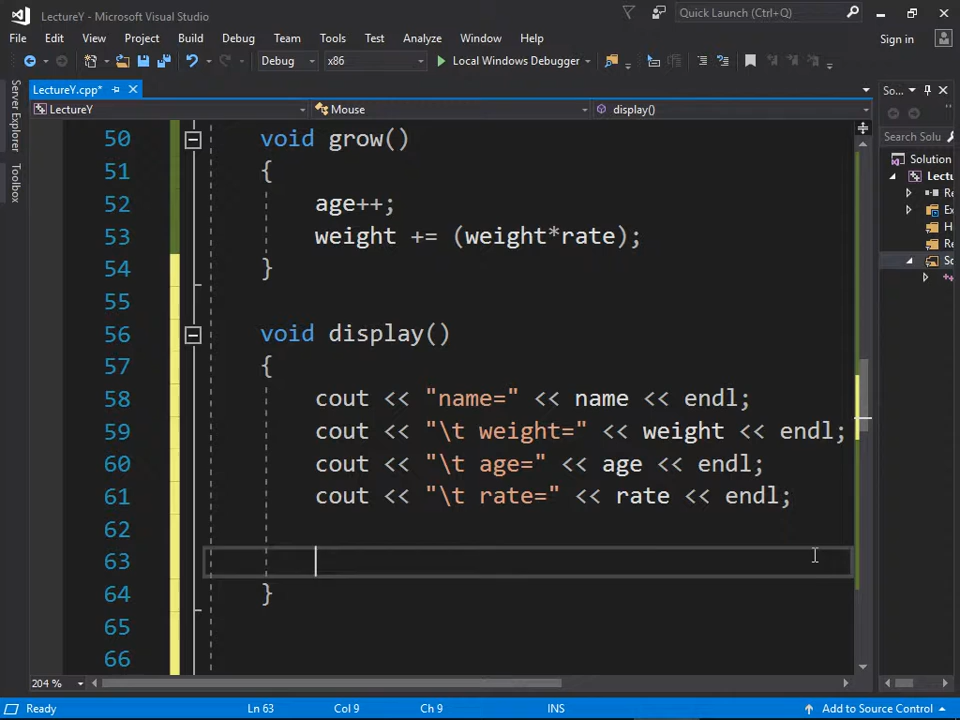 LectureY - Microsoft Visual Studio
Quick Launch (Ctrl+Q)
File Edit View Project Build Debug Team Tools Test Analyze Window Help
Sign in
Debug x86 Local Windows Debugger
LectureY.cpp*
So...
LectureY Mouse display()
Server Explorer
Toolbox
Search Solu
Solution
Lectu
Re
Ex
H
Re
So
50 void grow()
51 {
52 age++;
53 weight += (weight*rate);
54 }
55
56 void display()
57 {
58 cout << "name=" << name << endl;
59 cout << "\t weight=" << weight << endl;
60 cout << "\t age=" << age << endl;
61 cout << "\t rate=" << rate << endl;
62
63
64 }
65
66
204 %
Ready Ln 63 Col 9 Ch 9 INS Add to Source Control